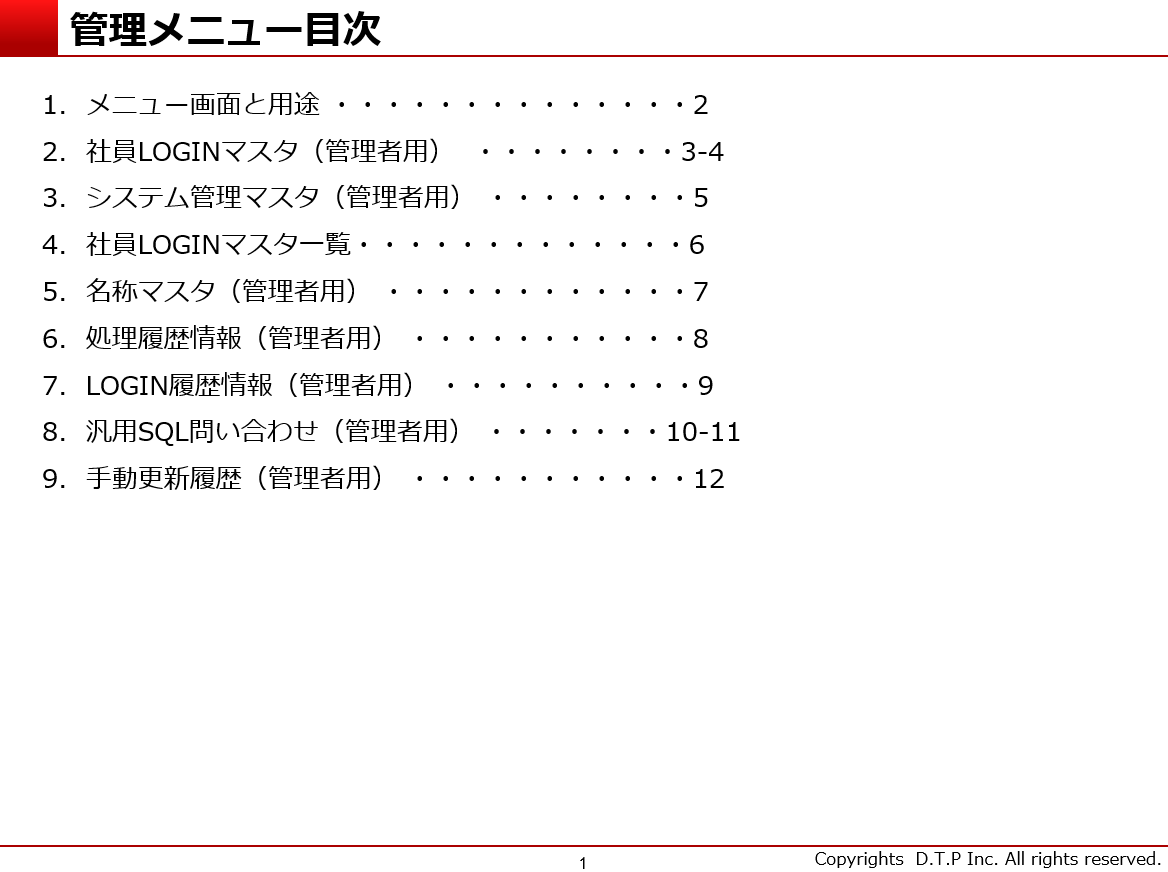 管理メニュー目次
1. メニュー画面と用途 ・・・・・・・・・・・・・・2
2. 社員LOGINマスタ（管理者用） ・・・・・・・・3-4
3. システム管理マスタ（管理者用） ・・・・・・・・5
4. 社員LOGINマスタ一覧・・・・・・・・・・・・・6
5. 名称マスタ（管理者用） ・・・・・・・・・・・・7
6. 処理履歴情報（管理者用） ・・・・・・・・・・・8
7. LOGIN履歴情報（管理者用） ・・・・・・・・・・9
8. 汎用SQL問い合わせ（管理者用） ・・・・・・・10-11
9. 手動更新履歴（管理者用） ・・・・・・・・・・・12
1
Copyrights D.T.P Inc. All rights reserved.